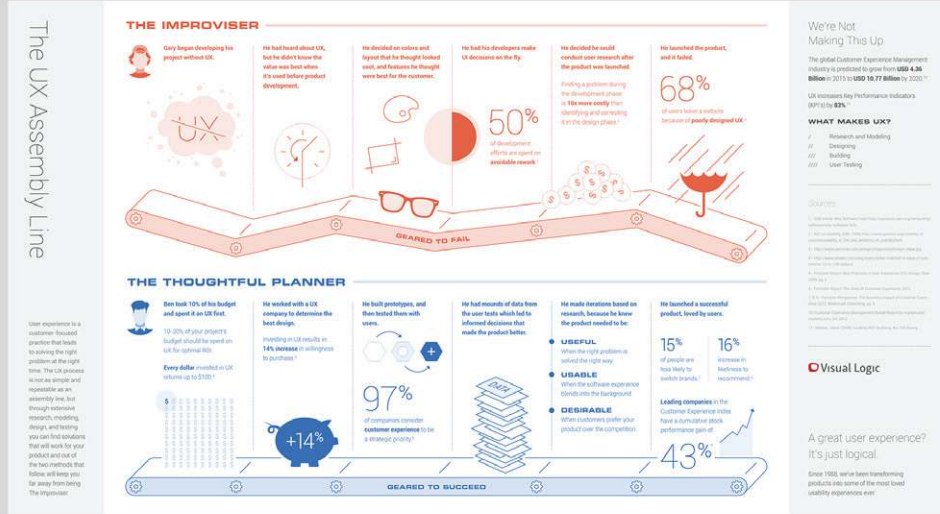 The UX Assembly Line
User experience is a
customer-focused
practice that leads
to solving the right
problem at the right
time. The UX process
is not as simple and
repeatable as an
assembly line, but
through extensive
research, modeling,
design, and testing
you can find solutions
that will work for your
product and out of
the two methods that
follow, will keep you
far away from being
The Improviser
THE IMPROVISER
Gary began developing his
project without UX.
UX
He had heard about UX,
but he didn't know the
value was best when
it's used before product
development.
He decided on colors and
layout that he thought looked
cool, and features he thought
were best for the customer.
He had his developers make
UI decisions on the fly.
50%
of development
efforts are spent on
avoidable rework
He decided he could
conduct user research after
the product was launched.
Finding a problem during
the development phase
is 10x more costly than
identifying and correcting
it in the design phase.
$ $ $ $ $ $ $ $ $
He launched the product,
and it failed.
68%
of users leave a website
because of poorly designed UX
GEARED TO FAIL
THE THOUGHTFUL PLANNER
Ben took 10% of his budget
and spent it on UX first.
10-20% of your project's
budget should be spent on
UX for optimal ROI.
Every dollar invested in UX
returns up to $100.
$
He worked with a UX
company to determine the
best design.
Investing in UX results in
14% increase in willingness
to purchase
+14%
He built prototypes, and
then tested them with
users.
+
97%
of companies consider
customer experience to be
a strategic priority.
He had mounds of data from
the user tests which led to
informed decisions that
made the product better.
DATA
He made iterations based on
research, because he knew
the product needed to be:
USEFUL
When the right problem is
solved the right way.
USABLE
When the software experience
blends into the background
DESIRABLE
When customers prefer your
product over the competition.
He launched a successful
product, loved by users.
15%
of people are
less likely to
switch brands
16%
increase in
likeliness to
recommend
Leading companies in the
Customer Experience Index
have a cumulative stock
performance gain of
43%
GEARED TO SUCCEED
We're Not
Making This Up
The global Customer Experience Management
industry is predicted to grow from USD 4.36
Billion in 2015 to USD 10.77 Billion by 2020.
UX increases Key Performance Indicators
(KPI's) by 83%
WHAT MAKES UX?
/ Research and Modeling
// Designing
/// Building
//// User Testing
Sources
Visual Logic
A great user experience?
It's just logical.
Since 1988, we've been transforming
products into some of the most loved
usability experiences ever